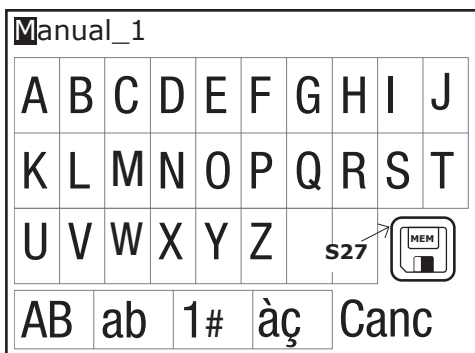 Manual_1
A B C D E F G H I J
K L M N O P Q R S T
U V W X Y Z S27 MEM
AB ab 1# àç Canc